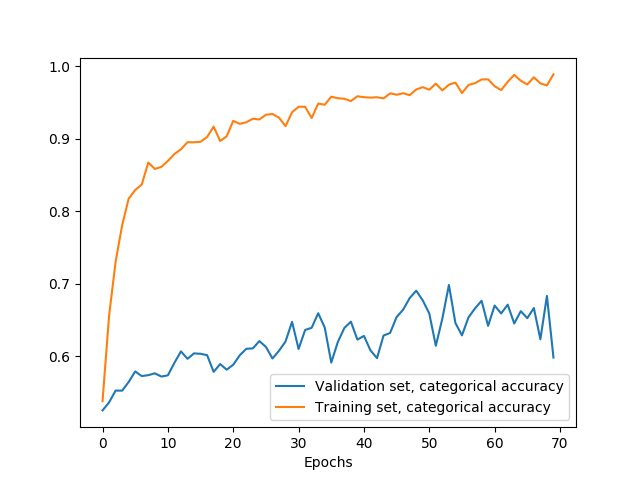 1.0
0.9
0.8
0.7
0.6
Validation set, categorical accuracy
Training set, categorical accuracy
0 10 20 30 40 50 60 70
Epochs